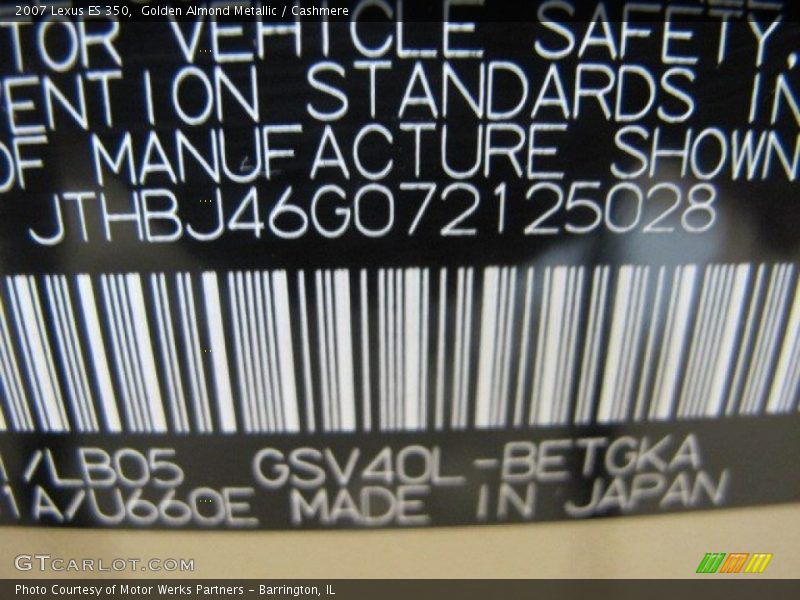 2007 Lexus ES 350,  Golden Almond Metallic / Cashmere
TOR VEHICLE SAFETY,
ENTION STANDARDS IN
OF MANUFACTURE SHOWN
JTHBJ46G072125028
/LB05 GSV40L-BETGKA
1A/U660E MADE IN JAPAN
GTCARLOT.COM
Photo Courtesy of Motor Werks Partners - Barrington, IL